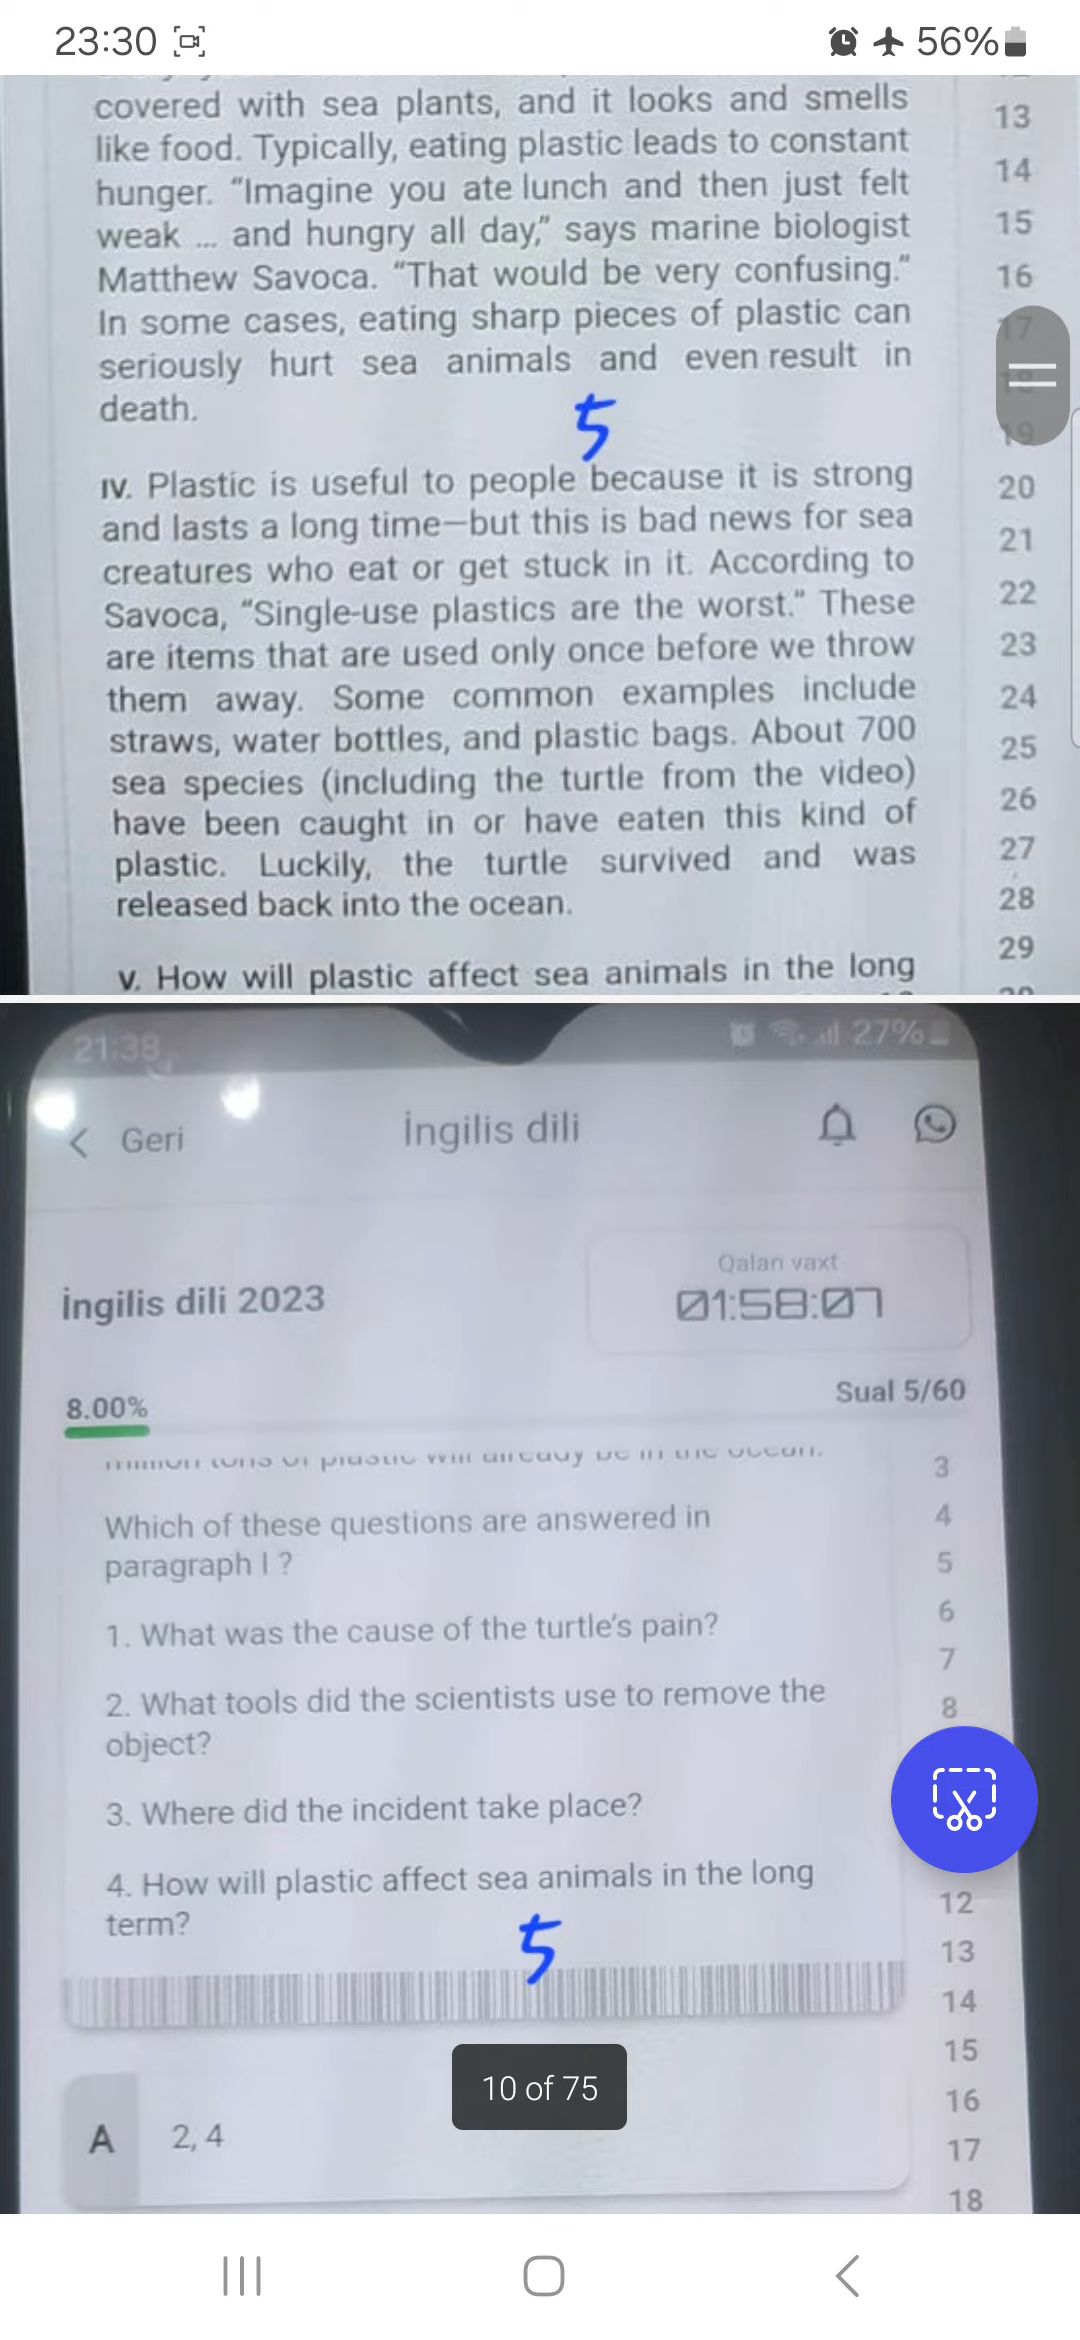 23:30
56%
covered with sea plants, and it looks and smells
like food. Typically, eating plastic leads to constant
hunger. “Imagine you ate lunch and then just felt
weak ... and hungry all day,” says marine biologist
Matthew Savoca. “That would be very confusing.”
In some cases, eating sharp pieces of plastic can
seriously hurt sea animals and even result in
death.
5
IV. Plastic is useful to people because it is strong
and lasts a long time—but this is bad news for sea
creatures who eat or get stuck in it. According to
Savoca, “Single-use plastics are the worst.” These
are items that are used only once before we throw
them away. Some common examples include
straws, water bottles, and plastic bags. About 700
sea species (including the turtle from the video)
have been caught in or have eaten this kind of
plastic. Luckily, the turtle survived and was
released back into the ocean.
V. How will plastic affect sea animals in the long
13
14
15
16
17
18
19
20
21
22
23
24
25
26
27
28
29
21:38
27%
Geri
İngilis dili
İngilis dili 2023
Qalan vaxt
01:58:07
8.00%
Sual 5/60
million tons of plastic will already be in the ocean.
Which of these questions are answered in
paragraph I ?
1. What was the cause of the turtle’s pain?
2. What tools did the scientists use to remove the
object?
3. Where did the incident take place?
4. How will plastic affect sea animals in the long
term?
5
10 of 75
A 2, 4
3
4
5
6
7
8
12
13
14
15
16
17
18